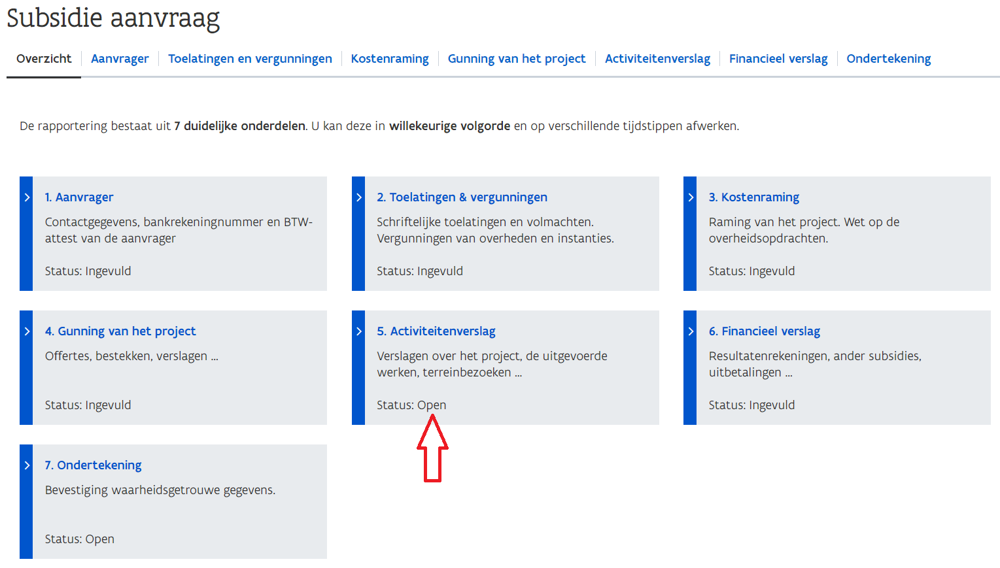 Subsidie aanvraag
Overzicht Aanvrager Toelatingen en vergunningen Kostenraming Gunning van het project Activiteitenverslag Financieel verslag Ondertekening
De rapportering bestaat uit 7 duidelijke onderdelen. U kan deze in willekeurige volgorde en op verschillende tijdstippen afwerken.
1. Aanvrager
Contactgegevens, bankrekeningnummer en BTW-
attest van de aanvrager
Status: Ingevuld
2. Toelatingen & vergunningen
Schriftelijke toelatingen en volmachten.
Vergunningen van overheden en instanties.
Status: Ingevuld
3. Kostenraming
Raming van het project. Wet op de
overheidsopdrachten.
Status: Ingevuld
4. Gunning van het project
Offertes, bestekken, verslagen ...
Status: Ingevuld
5. Activiteitenverslag
Verslagen over het project, de uitgevoerde
werken, terreinbezoeken ...
Status: Open
6. Financieel verslag
Resultatenrekeningen, ander subsidies,
uitbetalingen ...
Status: Ingevuld
7. Ondertekening
Bevestiging waarheidsgetrouwe gegevens.
Status: Open